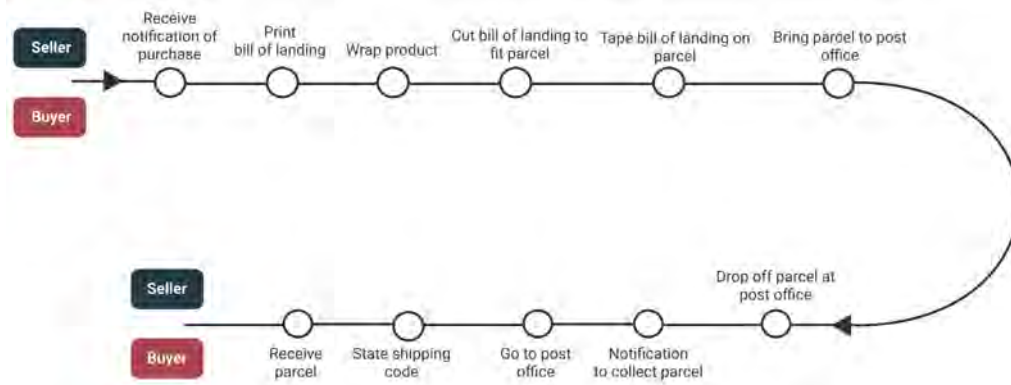 Seller
Buyer
Receive
notification of
purchase
Print
bill of landing
Wrap product
Cut bill of landing to
fit parcel
Tape bill of landing on
parcel
Bring parcel to post
office
Seller
Buyer
Drop off parcel at
post office
Notification
to collect parcel
Go to post
office
State shipping
code
Receive
parcel